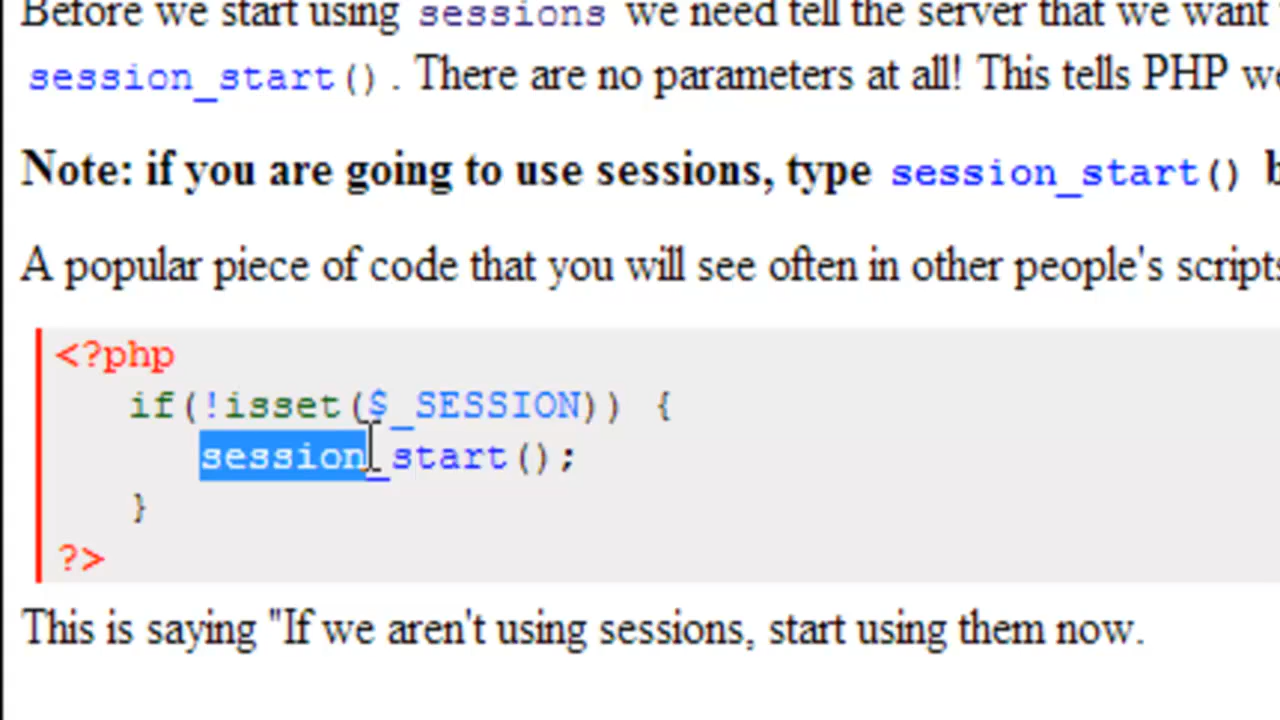 Before we start using sessions we need tell the server that we want
session_start(). There are no parameters at all! This tells PHP we
Note: if you are going to use sessions, type session_start() b
A popular piece of code that you will see often in other people's scripts
<?php
if(!isset($_SESSION)) {
session_start();
}
?>
This is saying "If we aren't using sessions, start using them now.